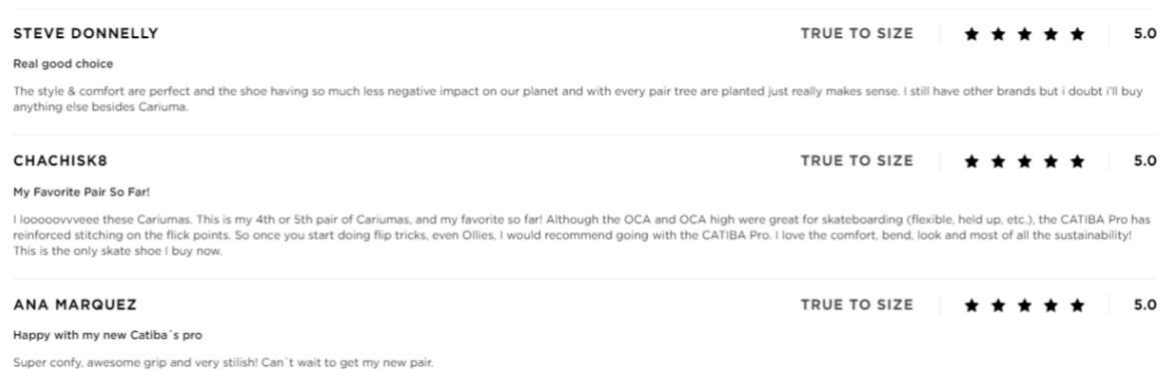 STEVE DONNELLY TRUE TO SIZE ★ ★ ★ ★ ★ 5.0
Real good choice
The style & comfort are perfect and the shoe having so much less negative impact on our planet and with every pair tree are planted just really makes sense. I still have other brands but i doubt i'll buy
anything else besides Cariuma.
CHACHISK8 TRUE TO SIZE ★ ★ ★ ★ ★ 5.0
My Favorite Pair So Far!
I looooovvveee these Cariumas. This is my 4th or 5th pair of Cariumas, and my favorite so far! Although the OCA and OCA high were great for skateboarding (flexible, held up, etc.), the CATIBA Pro has
reinforced stitching on the flick points. So once you start doing flip tricks, even Ollies, I would recommend going with the CATIBA Pro. I love the comfort, bend, look and most of all the sustainability!
This is the only skate shoe I buy now.
ANA MARQUEZ TRUE TO SIZE ★ ★ ★ ★ ★ 5.0
Happy with my new Catiba´s pro
Super confy, awesome grip and very stilish! Can´t wait to get my new pair.